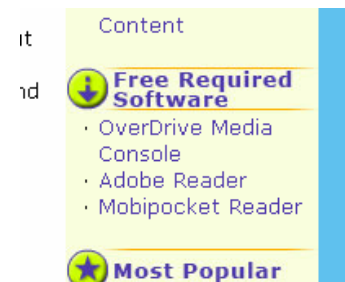 Content
Free Required
Software
· OverDrive Media
Console
· Adobe Reader
· Mobipocket Reader
Most Popular